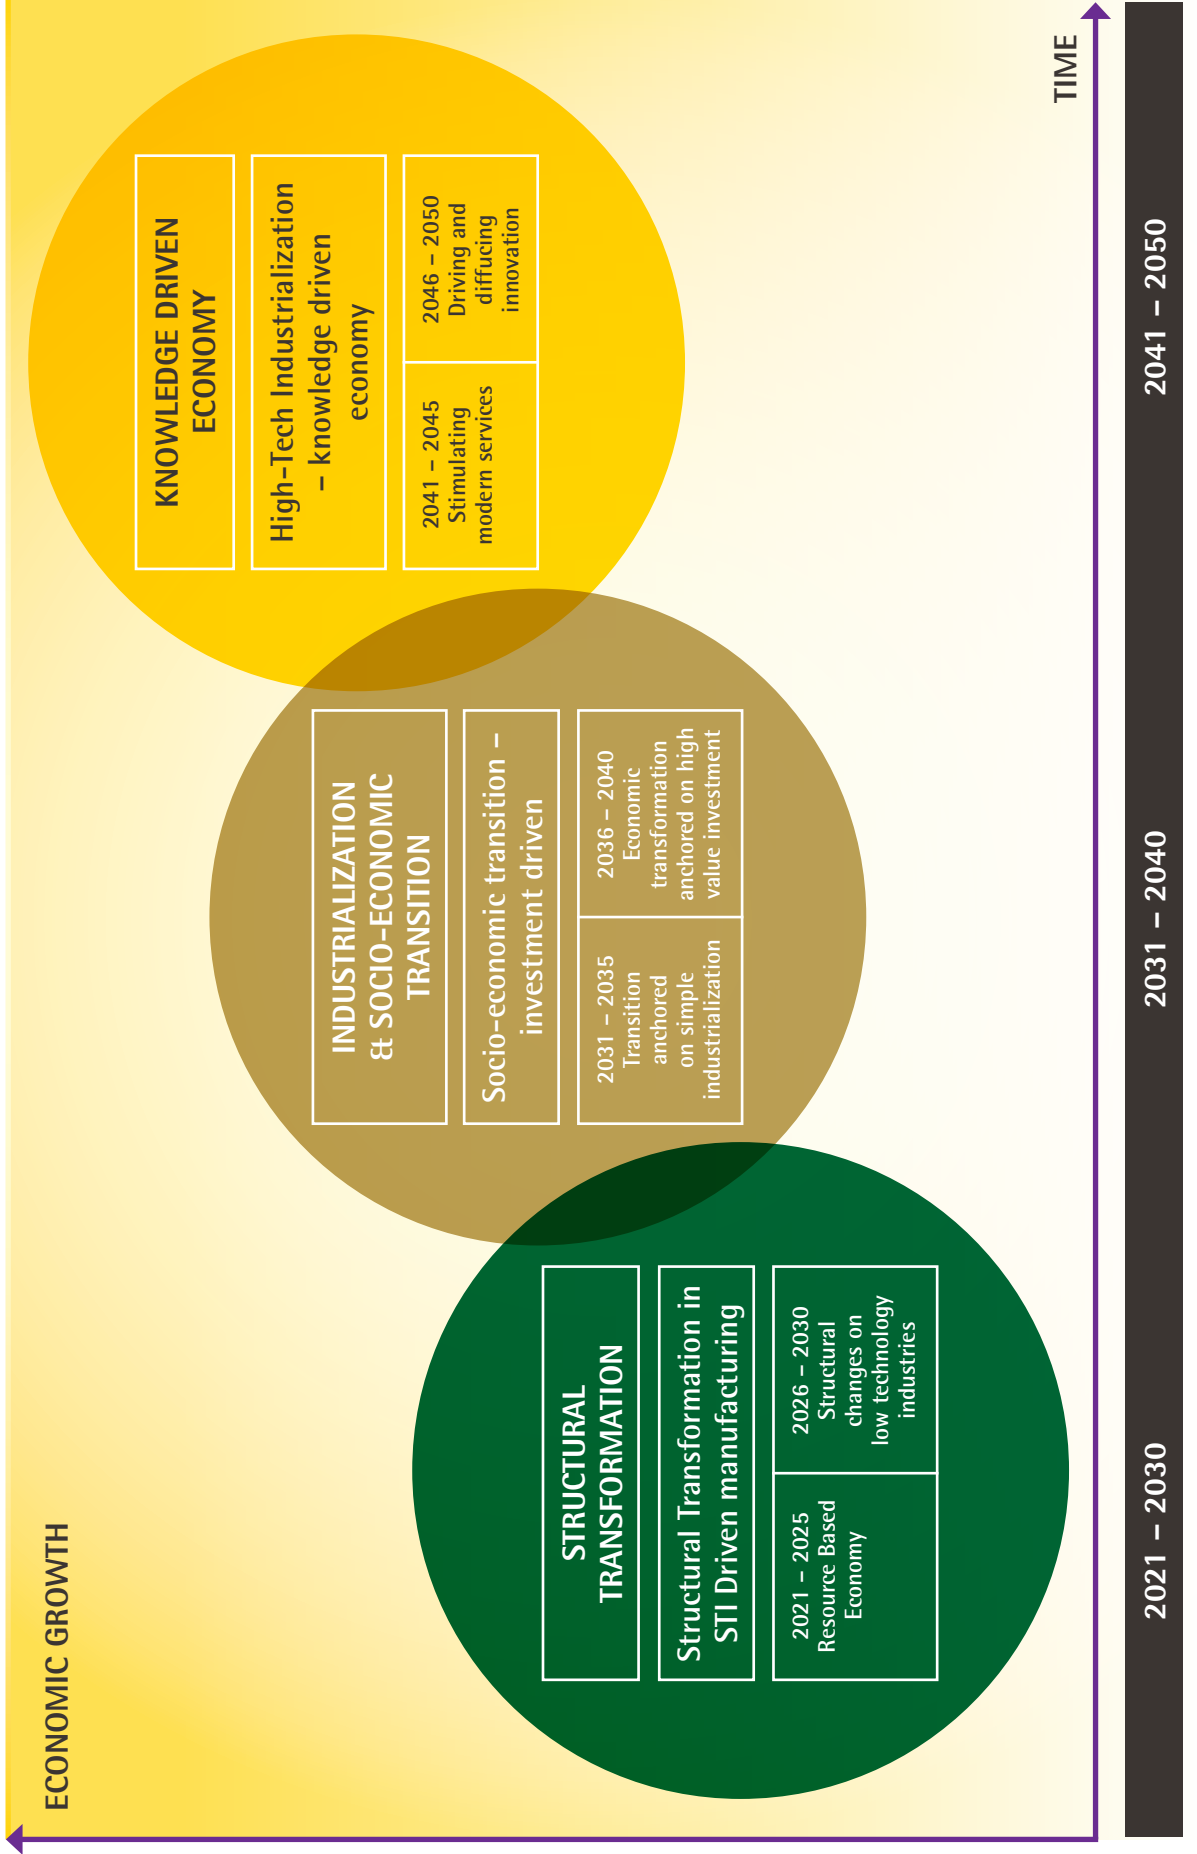 ECONOMIC GROWTH
STRUCTURAL
TRANSFORMATION
Structural Transformation in
STI Driven manufacturing
2021 – 2025
Resource Based
Economy
2026 – 2030
Structural
changes on
low technology
industries
INDUSTRIALIZATION
& SOCIO-ECONOMIC
TRANSITION
Socio-economic transition –
investment driven
2031 – 2035
Transition
anchored
on simple
industrialization
2036 – 2040
Economic
transformation
anchored on high
value investment
KNOWLEDGE DRIVEN
ECONOMY
High-Tech Industrialization
– knowledge driven
economy
2041 – 2045
Stimulating
modern services
2046 – 2050
Driving and
diffucing
innovation
TIME
2021 – 2030
2031 – 2040
2041 – 2050